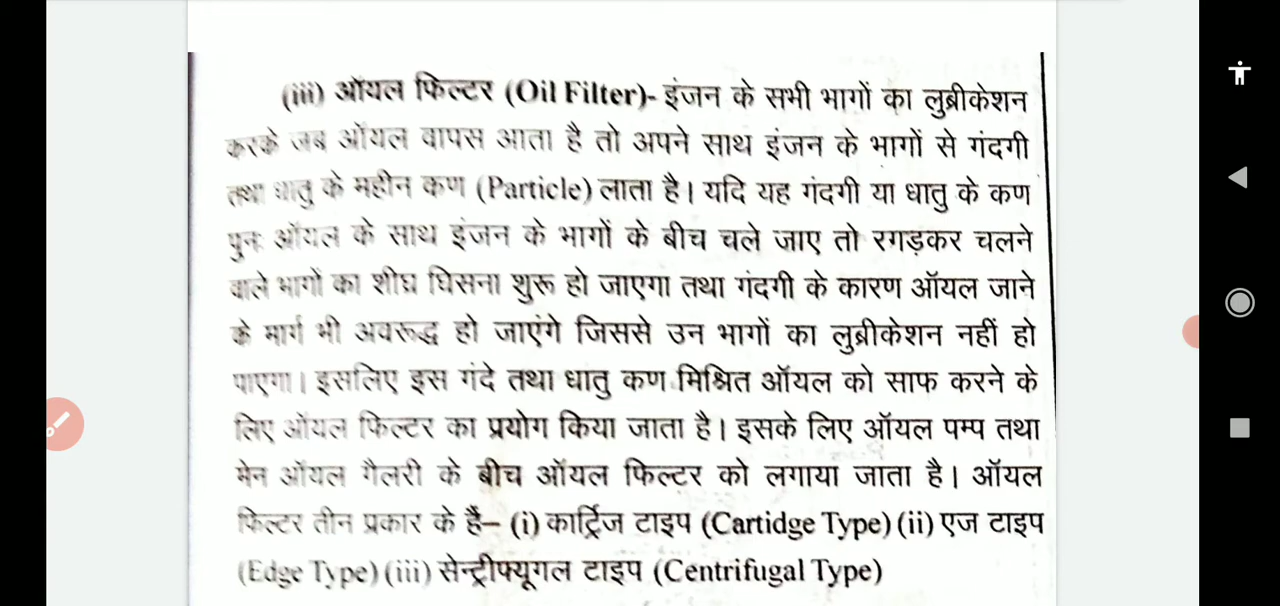 (iii) ऑयल फिल्टर (Oil Filter)- इंजन के सभी भागों का लुब्रीकेशन
करके जब ऑयल वापस आता है तो अपने साथ इंजन के भागों से गंदगी
तथा धातु के महीन कण (Particle) लाता है। यदि यह गंदगी या धातु के कण
पुनः ऑयल के साथ इंजन के भागों के बीच चले जाए तो रगड़कर चलने
वाले भागों का शीघ्र घिसना शुरू हो जाएगा तथा गंदगी के कारण ऑयल जाने
के मार्ग भी अवरूद्ध हो जाएंगे जिससे उन भागों का लुब्रीकेशन नहीं हो
पाएगा। इसलिए इस गंदे तथा धातु कण मिश्रित ऑयल को साफ करने के
लिए ऑयल फिल्टर का प्रयोग किया जाता है। इसके लिए ऑयल पम्प तथा
मेन ऑयल गैलरी के बीच ऑयल फिल्टर को लगाया जाता है। ऑयल
फिल्टर तीन प्रकार के हैं– (i) कार्ट्रिज टाइप (Cartidge Type) (ii) एज टाइप
(Edge Type) (iii) सेन्ट्रीफ्यूगल टाइप (Centrifugal Type)